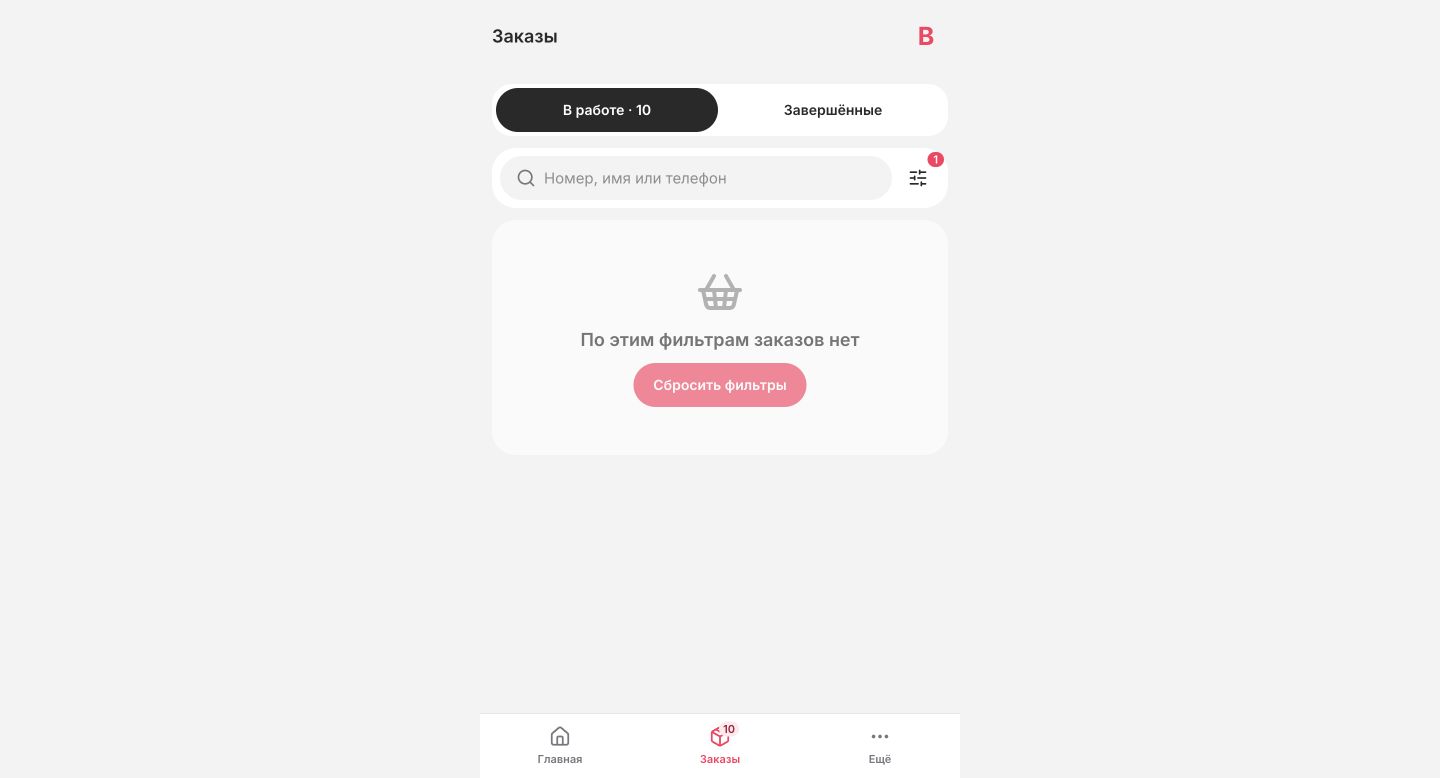 Заказы
B
В работе · 10
Завершённые
1
Номер, имя или телефон
По этим фильтрам заказов нет
Сбросить фильтры
10
Главная
Заказы
Ещё